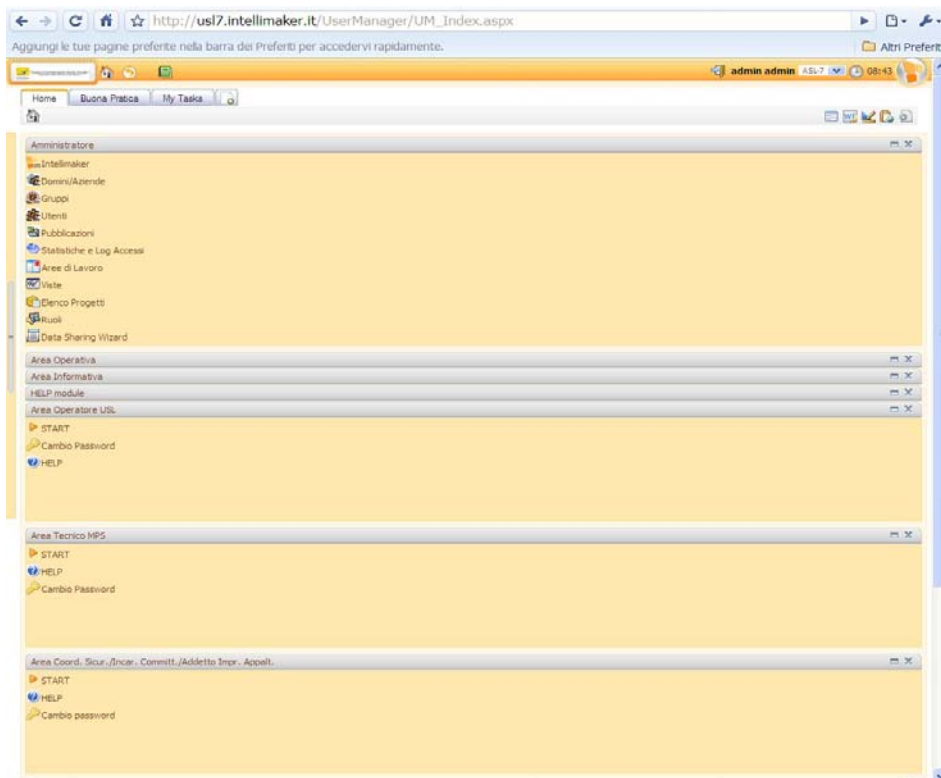 http://usl7.intellimaker.it/UserManager/UM_Index.aspx
Aggiungi le tue pagine preferite nella barra dei Preferiti per accedervi rapidamente.
Altri Preferit
admin admin ASL-7 08:43
Home Buona Pratica My Tasks
Amministratore
Intellimaker
Domini/Aziende
Gruppi
Utenti
Pubblicazioni
Statistiche e Log Accessi
Aree di Lavoro
Viste
Elenco Progetti
Ruoli
Data Sharing Wizard
Area Operativa
Area Informativa
HELP module
Area Operatore USL
START
Cambio Password
HELP
Area Tecnico MPS
START
HELP
Cambio Password
Area Coord. Sicur./Incar. Committ./Addetto Impr. Appalt.
START
HELP
Cambio password